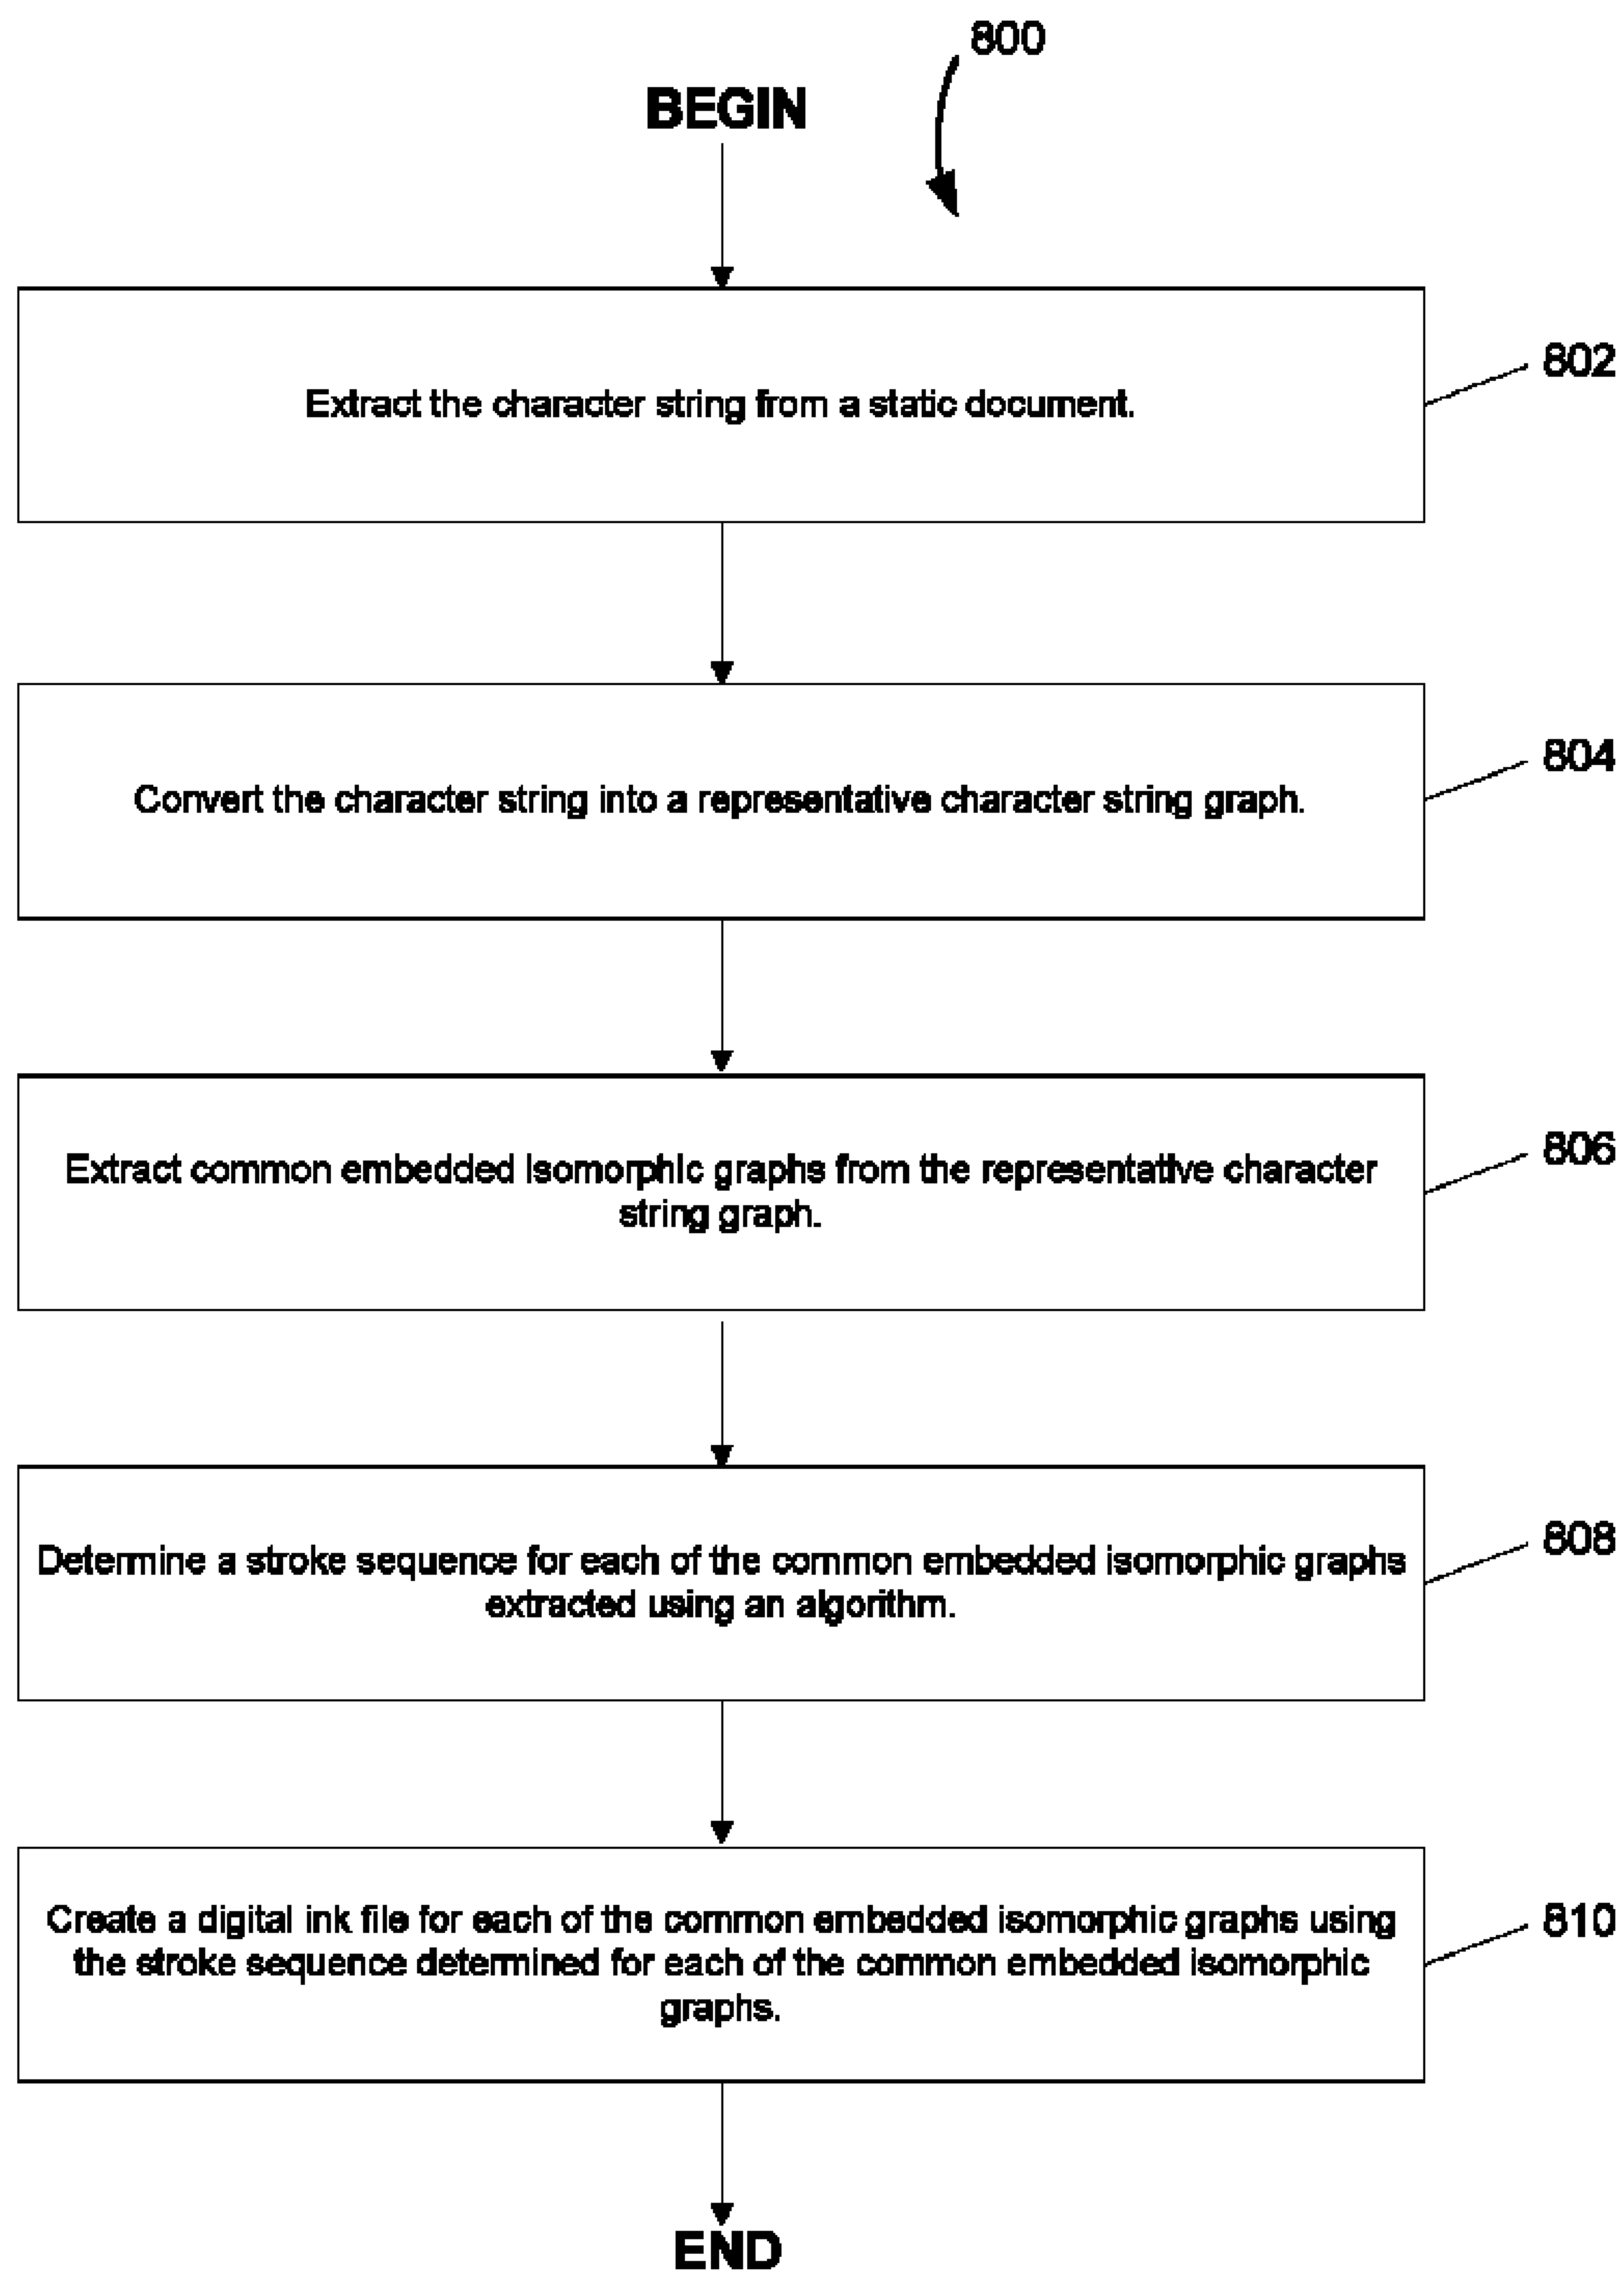 800
BEGIN
802
Extract the character string from a static document.
804
Convert the character string into a representative character string graph.
806
Extract common embedded isomorphic graphs from the representative character
string graph.
808
Determine a stroke sequence for each of the common embedded isomorphic graphs
extracted using an algorithm.
810
Create a digital ink file for each of the common embedded isomorphic graphs using
the stroke sequence determined for each of the common embedded isomorphic
graphs.
END